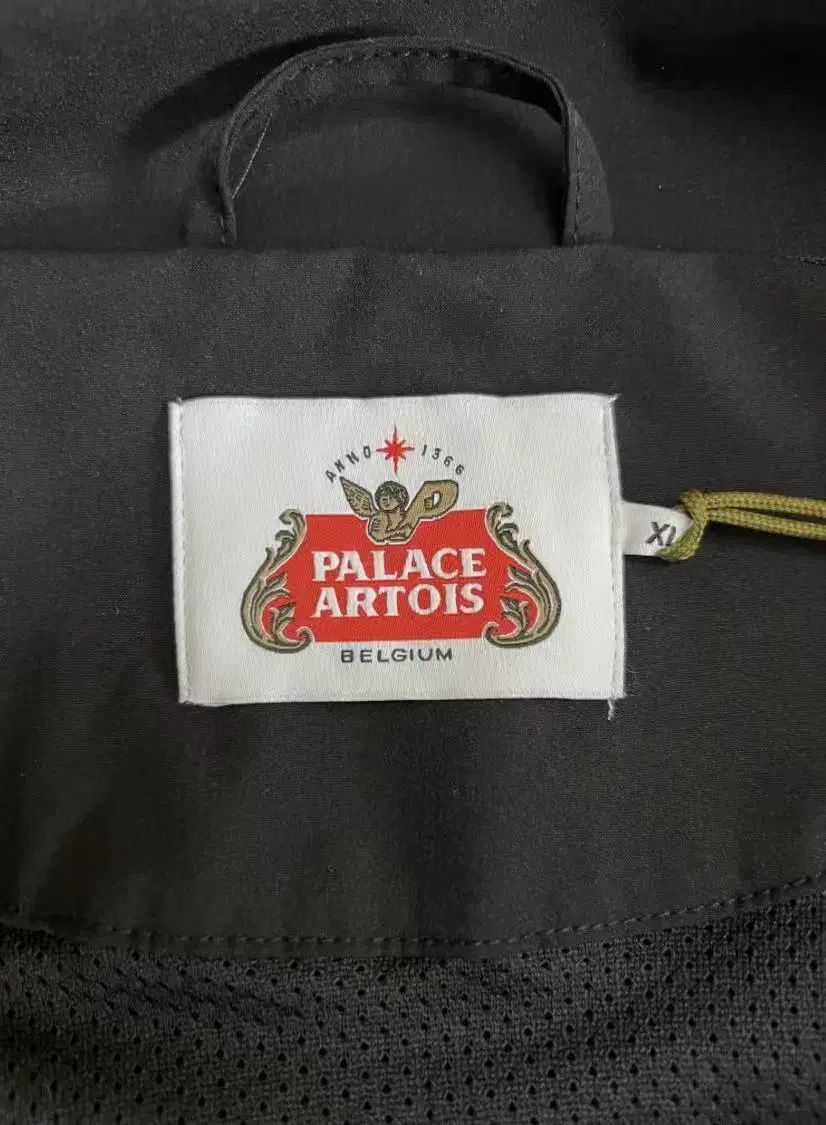 ANNO 1366
PALACE
ARTOIS
BELGIUM
XL